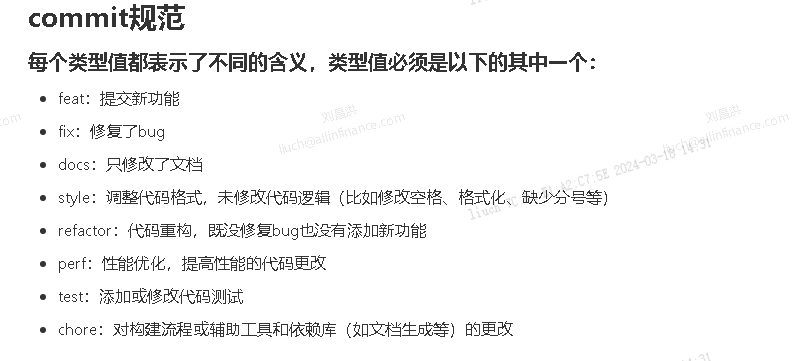 commit规范
每个类型值都表示了不同的含义，类型值必须是以下的其中一个：
feat：提交新功能
fix：修复了bug
docs：只修改了文档
style：调整代码格式，未修改代码逻辑（比如修改空格、格式化、缺少分号等）
refactor：代码重构，既没修复bug也没有添加新功能
perf：性能优化，提高性能的代码更改
test：添加或修改代码测试
chore：对构建流程或辅助工具和依赖库（如文档生成等）的更改
刘昌洪
liuch@allinfinance.com
刘昌洪
liuch@allinfinance.com
2024-03-18 14:31